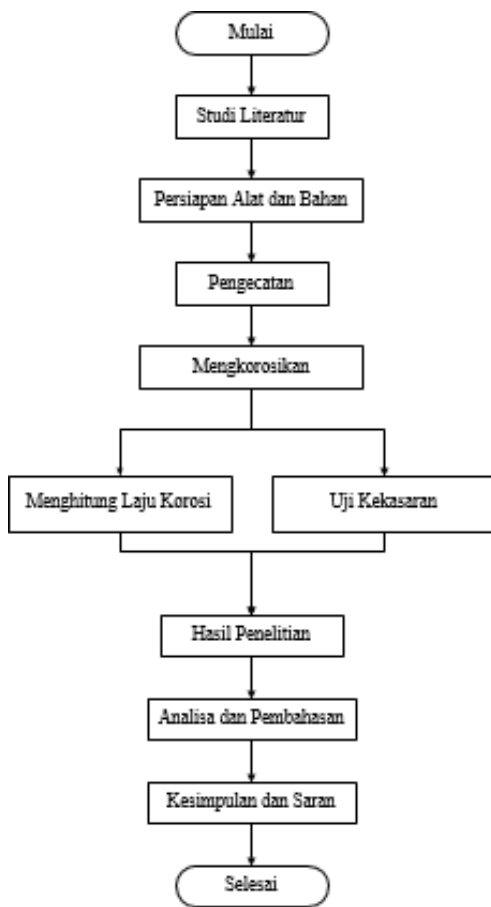 Mulai
Studi Literatur
Persiapan Alat dan Bahan
Pengecatan
Mengkorosikan
Menghitung Laju Korosi
Uji Kekasaran
Hasil Penelitian
Analisa dan Pembahasan
Kesimpulan dan Saran
Selesai